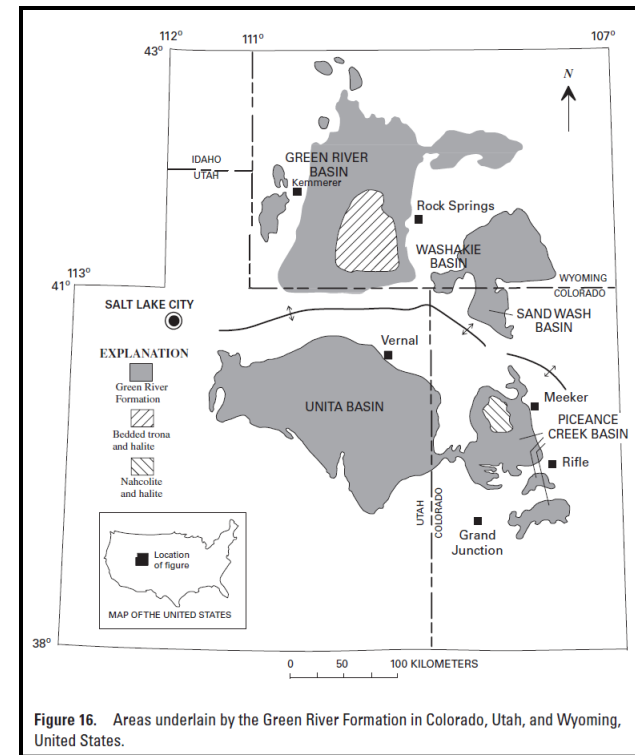 112°
111°
107°
43°
N
IDAHO
UTAH
GREEN RIVER
BASIN
Kemmerer
Rock Springs
WASHAKIE
BASIN
WYOMING
COLORADO
113°
41°
SALT LAKE CITY
SAND WASH
BASIN
EXPLANATION
Green River
Formation
Bedded trona
and halite
Nahcolite
and halite
Vernal
UNITA BASIN
Meeker
PICEANCE
CREEK BASIN
Rifle
UTAH
COLORADO
Grand
Junction
Location
of figure
MAP OF THE UNITED STATES
38°
0 50 100 KILOMETERS
Figure 16. Areas underlain by the Green River Formation in Colorado, Utah, and Wyoming,
United States.